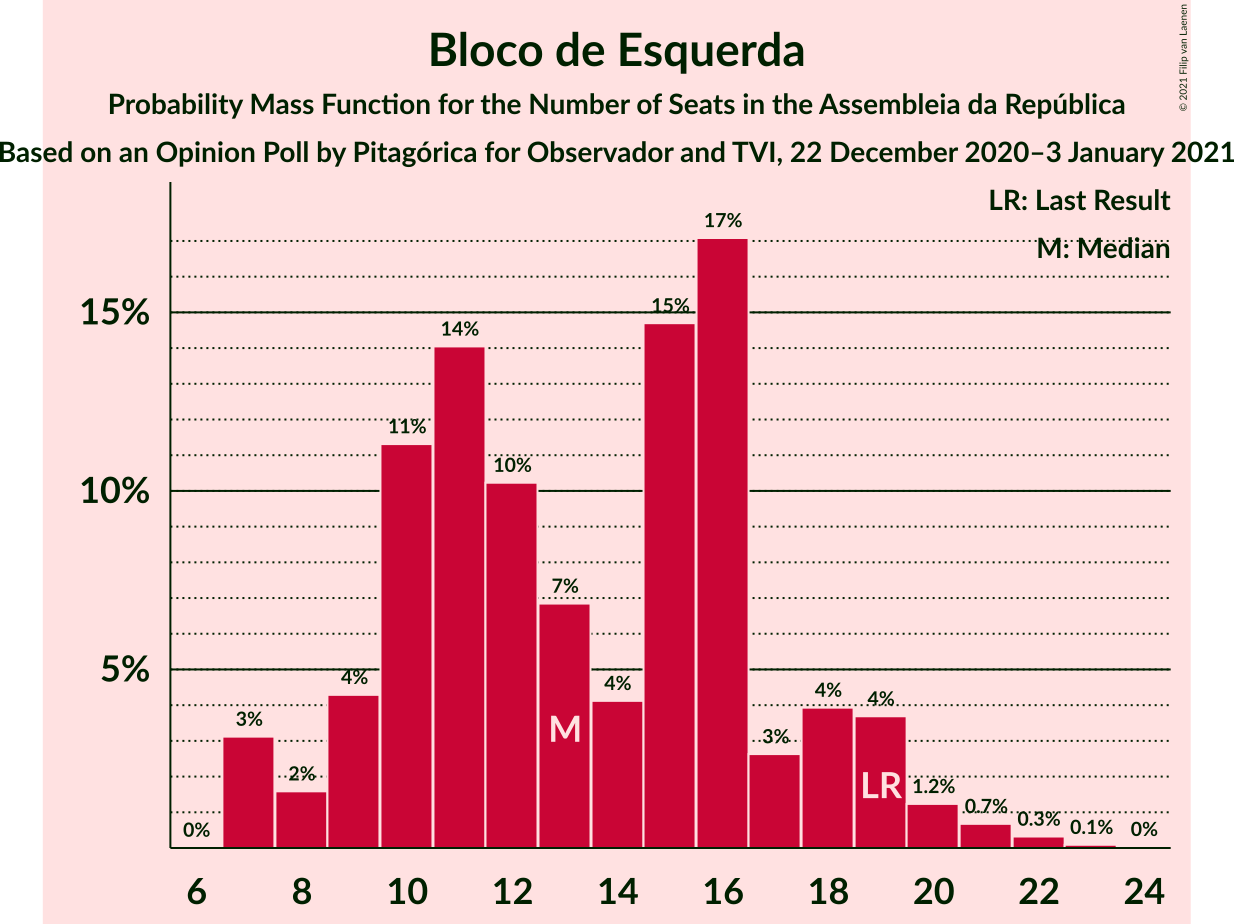 Bloco de Esquerda
Probability Mass Function for the Number of Seats in the Assembleia da República
Based on an Opinion Poll by Pitagórica for Observador and TVI, 22 December 2020–3 January 2021
© 2021 Filip van Laenen
LR: Last Result
M: Median
17%
15%
15%
14%
11%
10%
10%
7%
5%
4%
4%
4%
4%
3%
3%
M
2%
LR
1.2%
0.7%
0.3%
0.1%
0%
0%
6 8 10 12 14 16 18 20 22 24